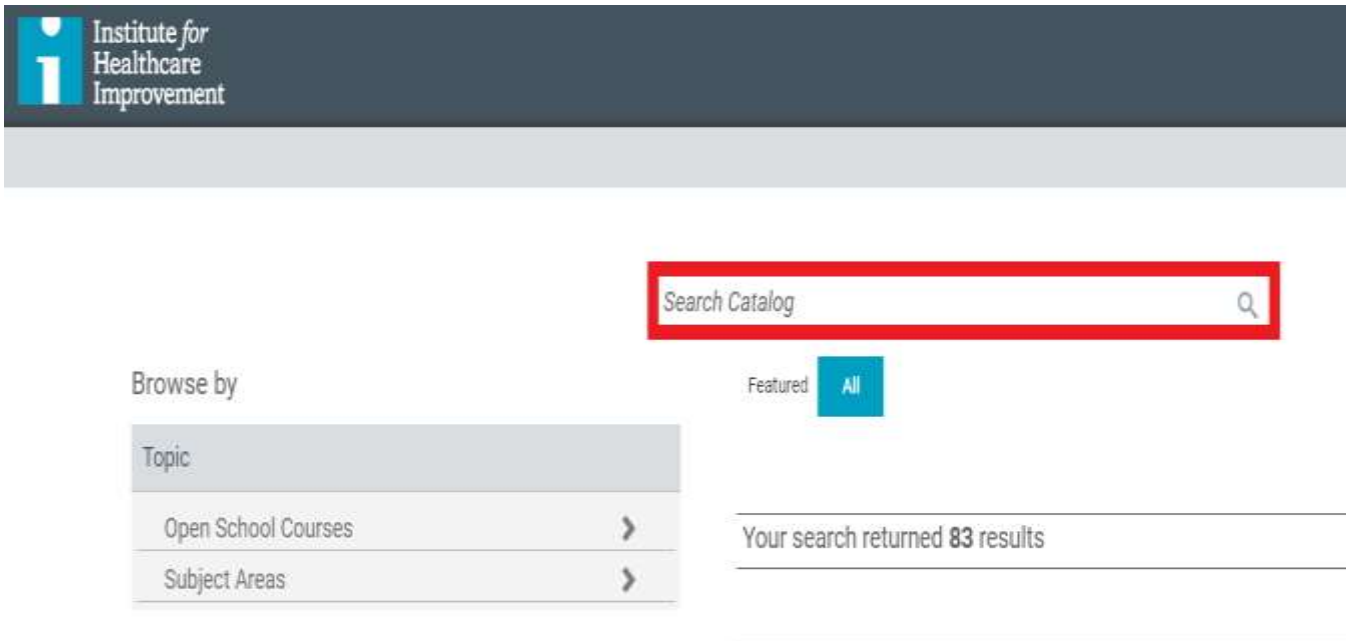 Institute for
Healthcare
Improvement
Search Catalog
Browse by
Featured All
Topic
Open School Courses
Subject Areas
Your search returned 83 results